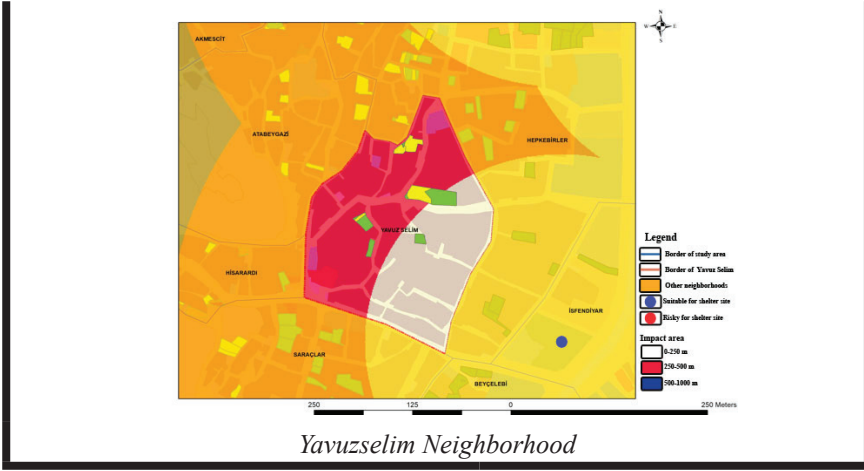 N
W E
S
AKMESCİT
ATABEYGAZİ
HEPKEBİRLER
YAVUZ SELİM
HİSARARDI
İSFENDİYAR
SARAÇLAR
BEYÇELEBİ
Legend
Border of study area
Border of Yavuz Selim
Other neighborhoods
Suitable for shelter site
Risky for shelter site
Impact area
0-250 m
250-500 m
500-1000 m
250 125 0 250 Meters
Yavuzselim Neighborhood